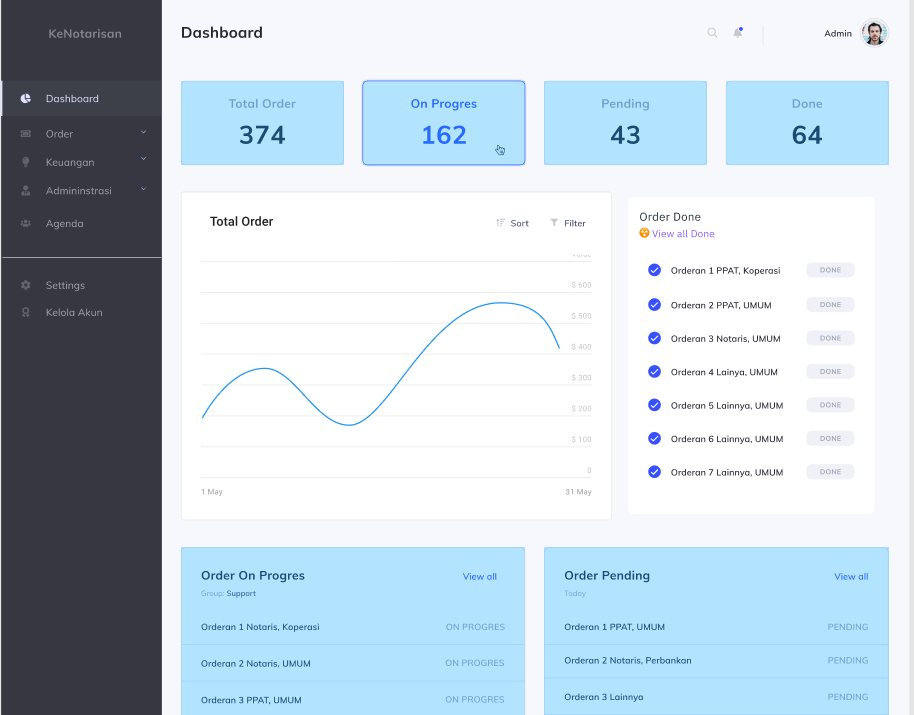 KeNotarisan
Dashboard
Admin
Dashboard
Order
Keuangan
Admininstrasi
Agenda
Settings
Kelola Akun
Total Order
374
On Progres
162
Pending
43
Done
64
Total Order
Sort
Filter
$ 600
$ 500
$ 400
$ 300
$ 200
$ 100
0
1 May
31 May
Order Done
View all Done
Orderan 1 PPAT, Koperasi DONE
Orderan 2 PPAT, UMUM DONE
Orderan 3 Notaris, UMUM DONE
Orderan 4 Lainya, UMUM DONE
Orderan 5 Lainnya, UMUM DONE
Orderan 6 Lainnya, UMUM DONE
Orderan 7 Lainnya, UMUM DONE
Order On Progres View all
Group: Support
Orderan 1 Notaris, Koperasi ON PROGRES
Orderan 2 Notaris, UMUM ON PROGRES
Orderan 3 PPAT, UMUM ON PROGRES
Order Pending View all
Today
Orderan 1 PPAT, UMUM PENDING
Orderan 2 Notaris, Perbankan PENDING
Orderan 3 Lainnya PENDING